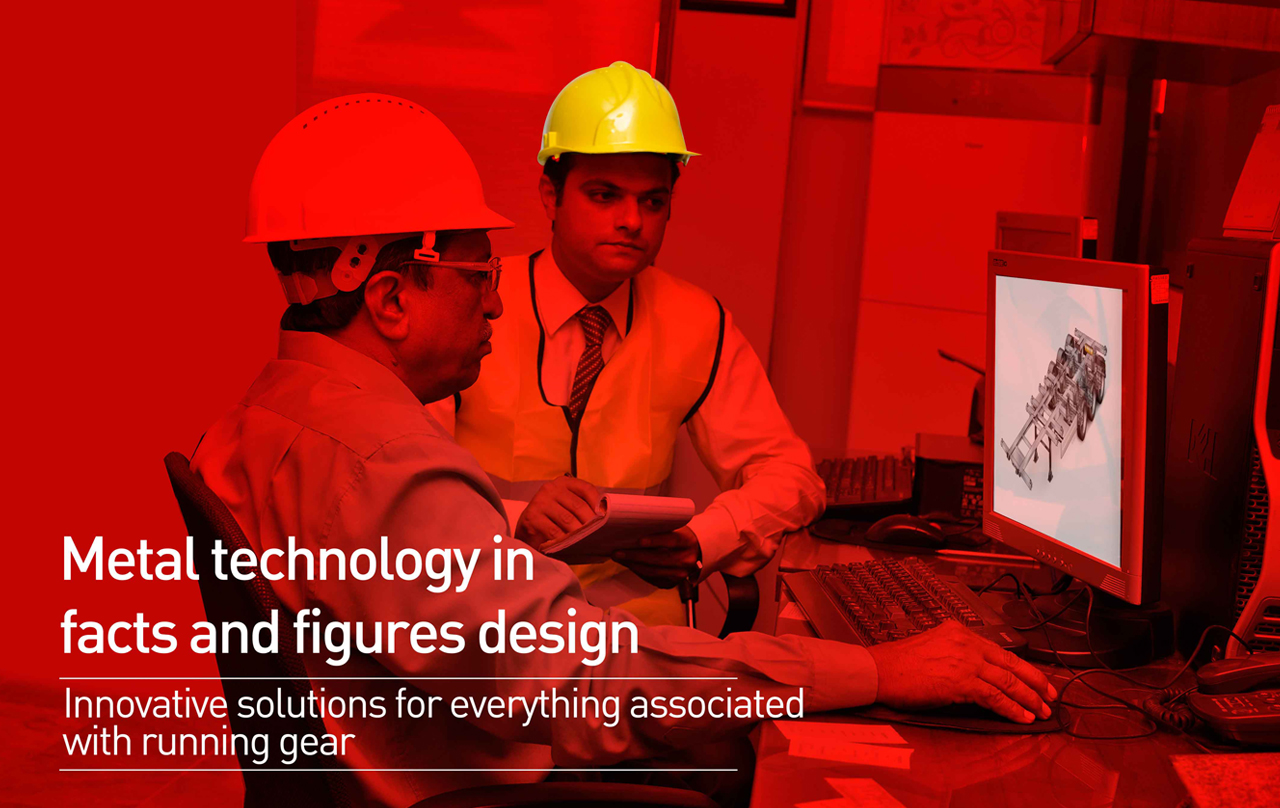 Metal technology in
facts and figures design
Innovative solutions for everything associated
with running gear